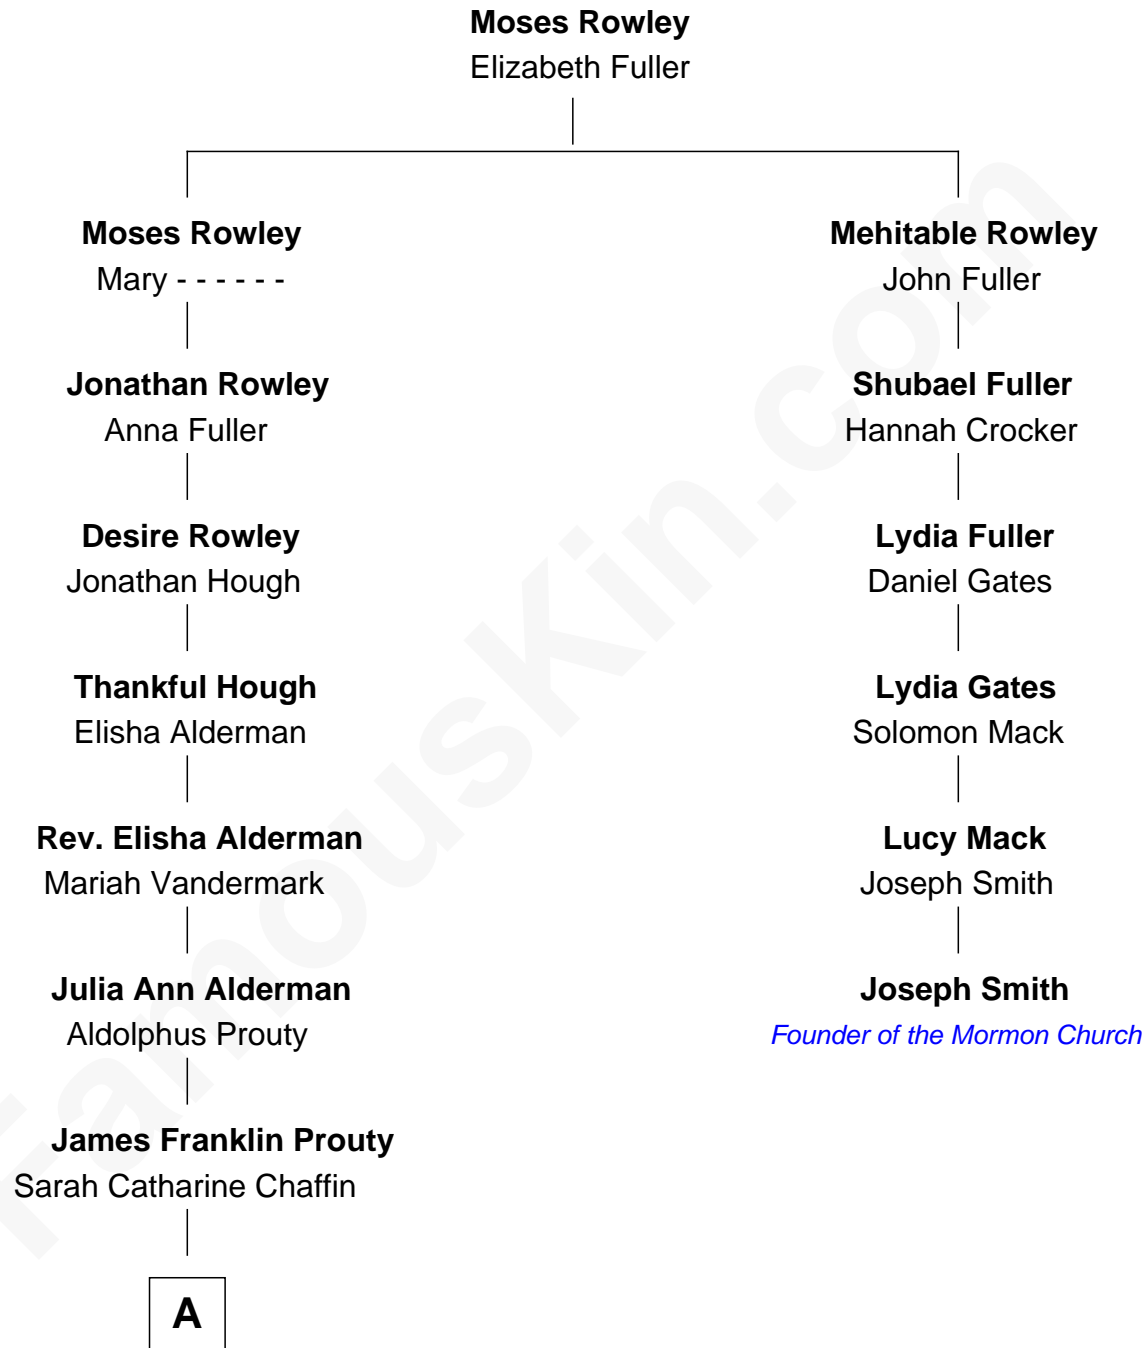 Moses Rowley
Elizabeth Fuller
Moses Rowley
Mary - - - - - -
Mehitable Rowley
John Fuller
Jonathan Rowley
Anna Fuller
Shubael Fuller
Hannah Crocker
Desire Rowley
Jonathan Hough
Lydia Fuller
Daniel Gates
Thankful Hough
Elisha Alderman
Lydia Gates
Solomon Mack
Rev. Elisha Alderman
Mariah Vandermark
Lucy Mack
Joseph Smith
Julia Ann Alderman
Aldolphus Prouty
Joseph Smith
Founder of the Mormon Church
James Franklin Prouty
Sarah Catharine Chaffin
A
FamousKin.com